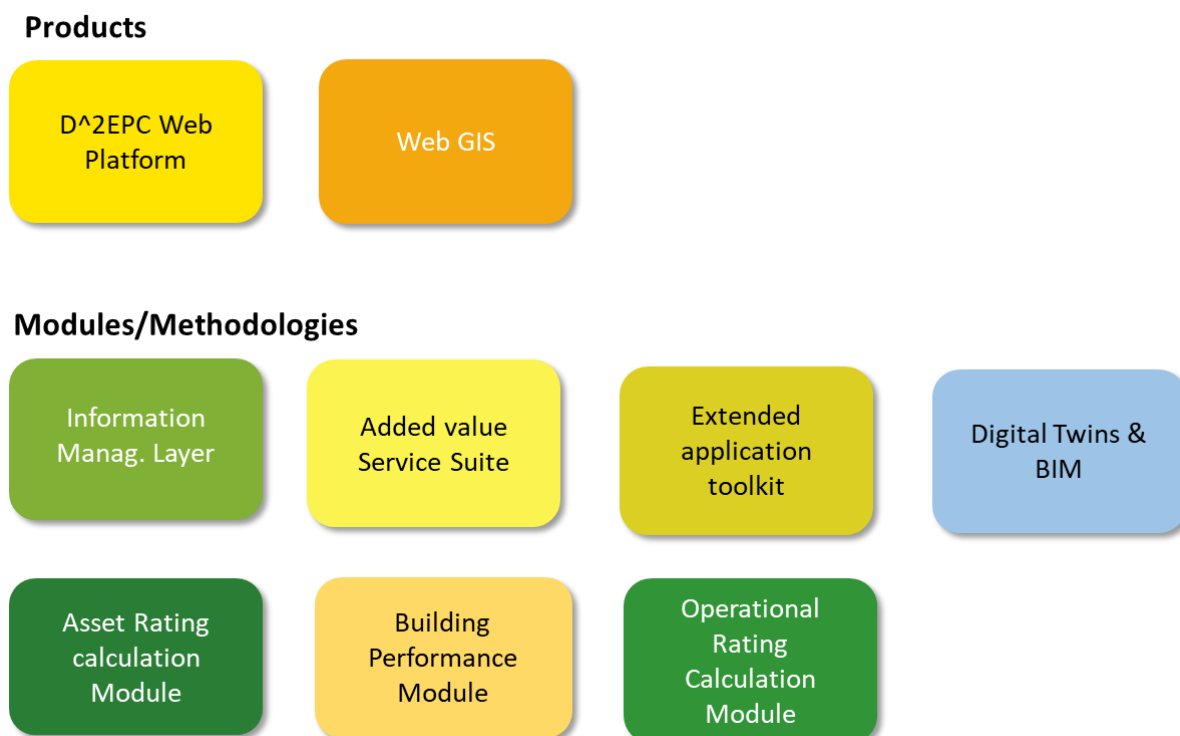 Products
D^2EPC Web
Platform
Web GIS
Modules/Methodologies
Information
Manag. Layer
Added value
Service Suite
Extended
application
toolkit
Digital Twins &
BIM
Asset Rating
calculation
Module
Building
Performance
Module
Operational
Rating
Calculation
Module